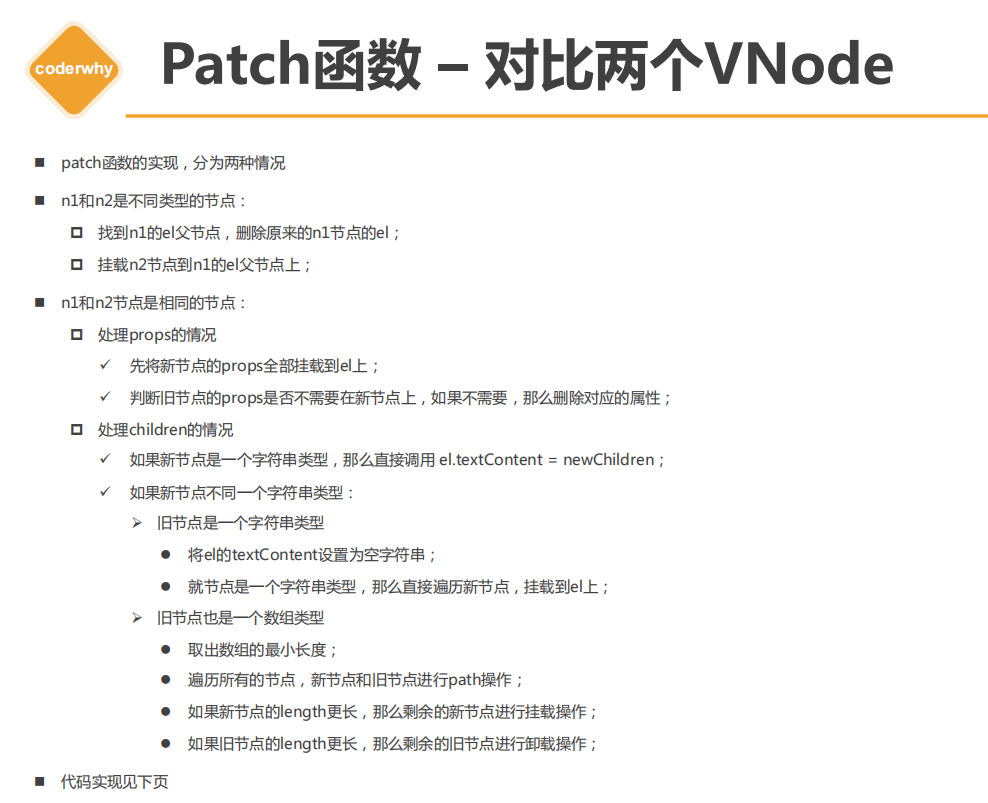 coderwhy
Patch函数 – 对比两个VNode
patch函数的实现，分为两种情况
n1和n2是不同类型的节点：
找到n1的el父节点，删除原来的n1节点的el；
挂载n2节点到n1的el父节点上；
n1和n2节点是相同的节点：
处理props的情况
先将新节点的props全部挂载到el上；
判断旧节点的props是否不需要在新节点上，如果不需要，那么删除对应的属性；
处理children的情况
如果新节点是一个字符串类型，那么直接调用 el.textContent = newChildren；
如果新节点不同一个字符串类型：
旧节点是一个字符串类型
将el的textContent设置为空字符串；
就节点是一个字符串类型，那么直接遍历新节点，挂载到el上；
旧节点也是一个数组类型
取出数组的最小长度；
遍历所有的节点，新节点和旧节点进行path操作；
如果新节点的length更长，那么剩余的新节点进行挂载操作；
如果旧节点的length更长，那么剩余的旧节点进行卸载操作；
代码实现见下页